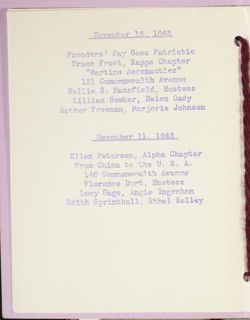 November 13, 1943
Founders' Day Goes Patriotic
Grace Frost, Kappa Chapter
"Wartime Aeronautics"
131 Commonwealth Avenue
Nellie S. Mansfield, Hostess
Lillian Bowker, Helen Cady
Esther Freeman, Marjorie Johnson
December 11, 1943
Ellen Peterson, Alpha Chapter
From China to the U. S. A.
146 Commonwealth Avenue
Florence Burt, Hostess
Lucy Gage, Angie Ingraham
Edith Sprinthall, Ethel Kelley